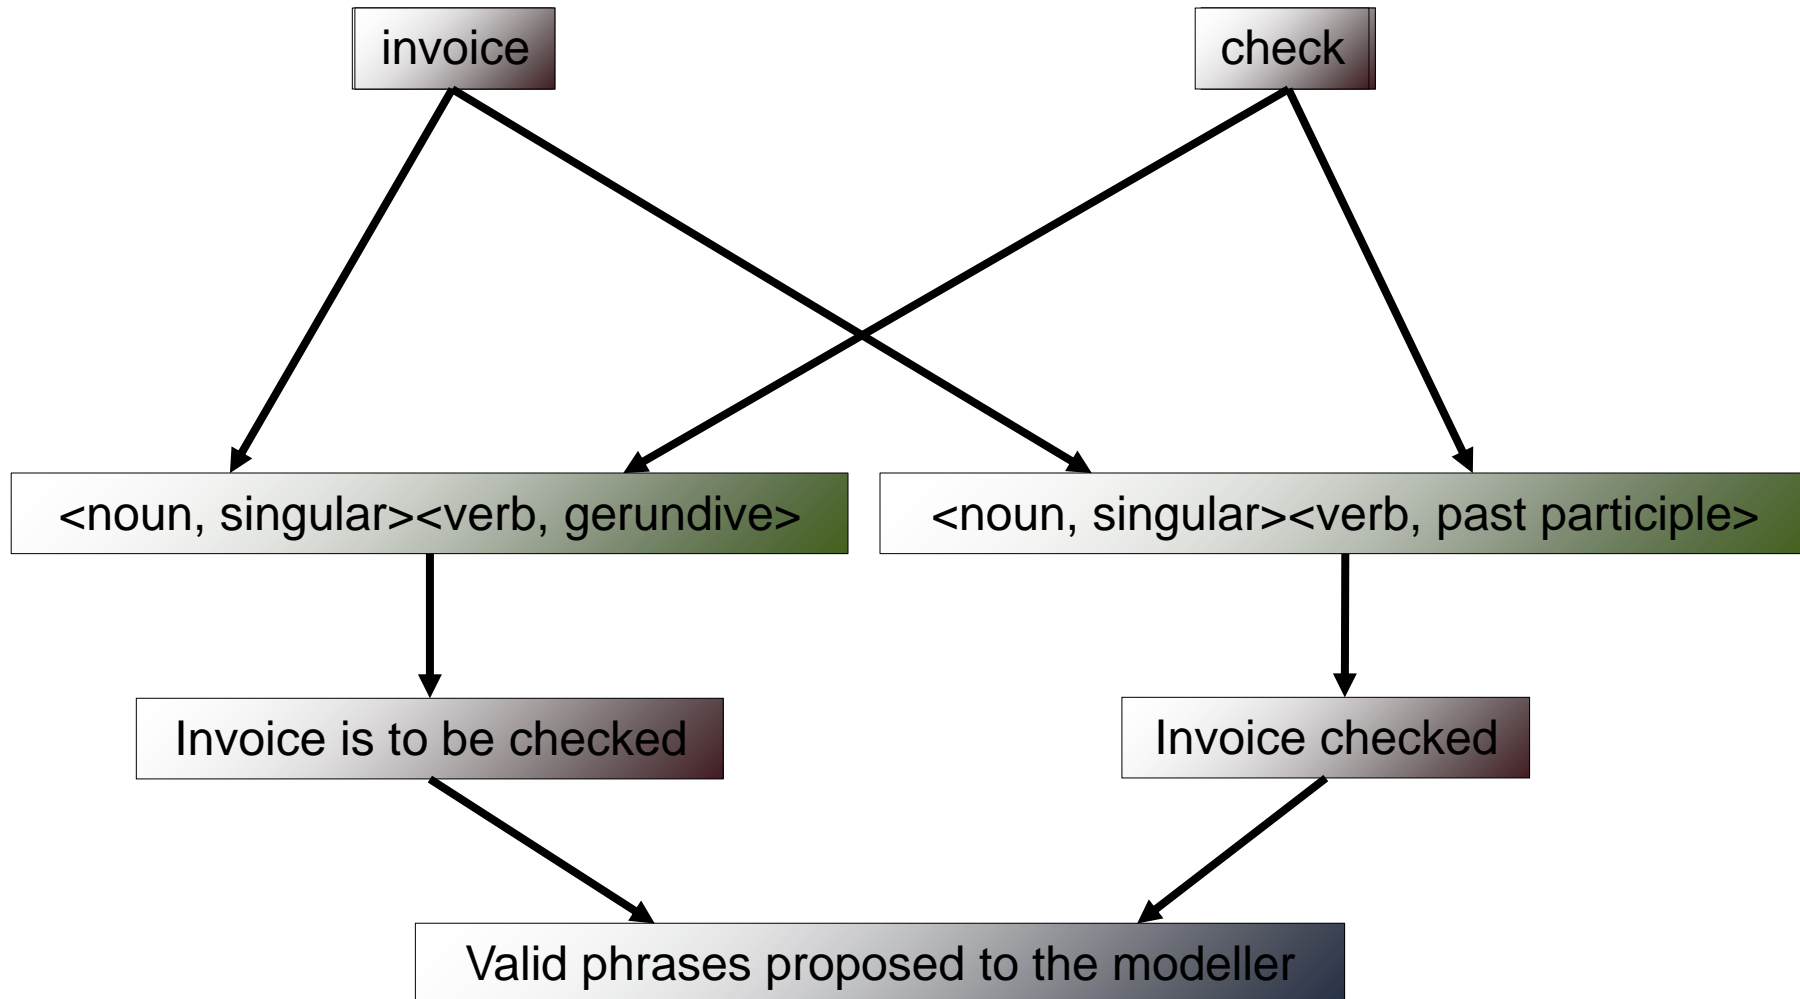 invoice
check
<noun, singular><verb, gerundive>
<noun, singular><verb, past participle>
Invoice is to be checked
Invoice checked
Valid phrases proposed to the modeller